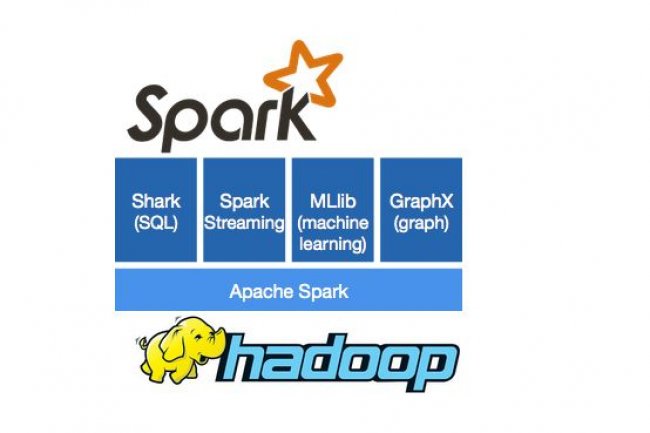 Spark
Shark
(SQL)
Spark
Streaming
MLlib
(machine
learning)
GraphX
(graph)
Apache Spark
hadoop